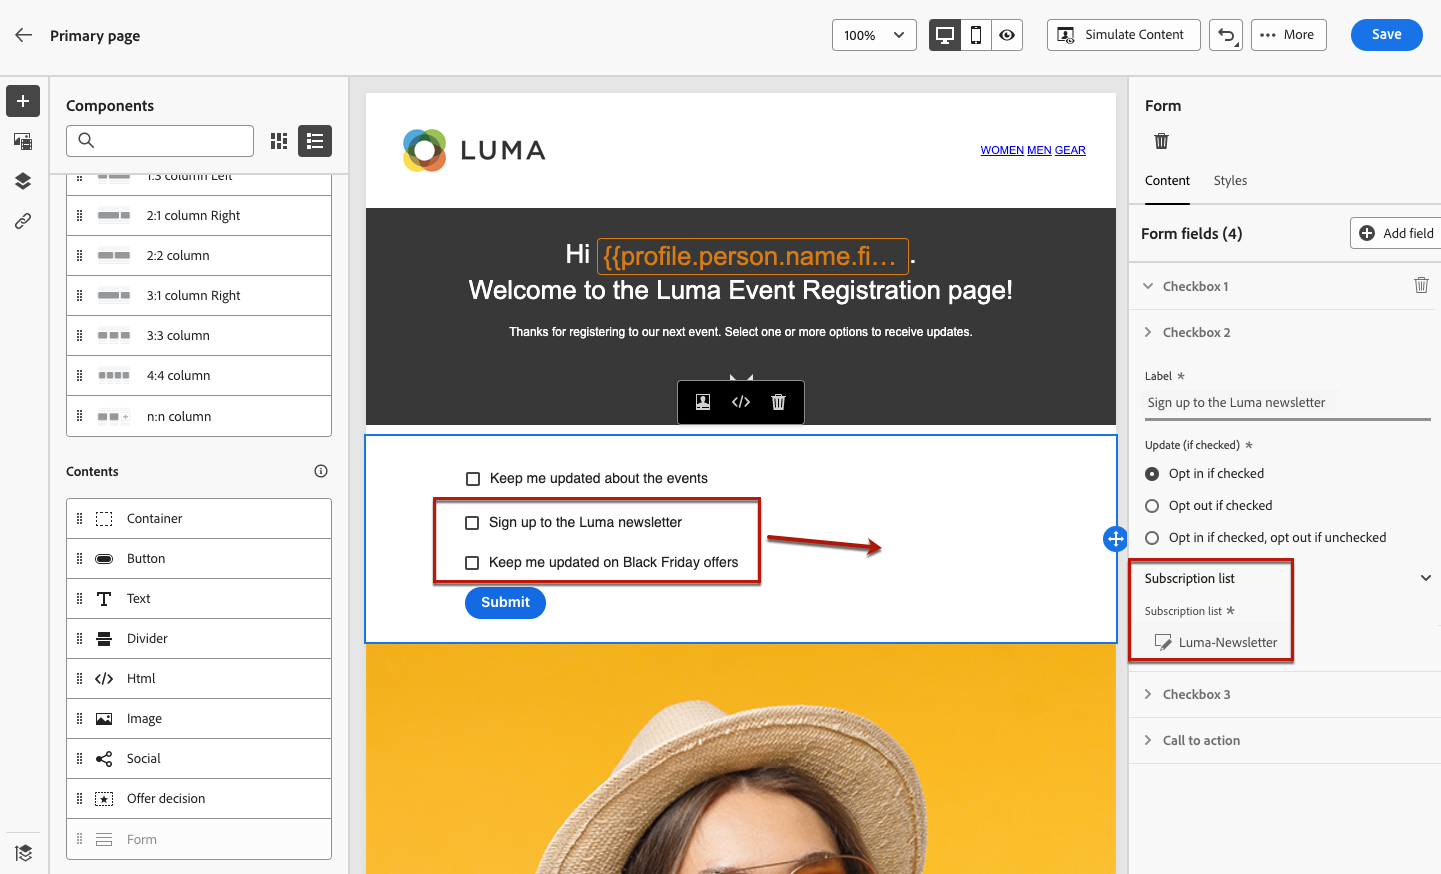 Primary page
100%
Simulate Content
More
Save
Components
1:3 column Left
2:1 column Right
2:2 column
3:1 column Right
3:3 column
4:4 column
n:n column
Contents
Container
Button
Text
Divider
Html
Image
Social
Offer decision
Form
LUMA
WOMEN MEN GEAR
Hi {{profile.person.name.fi... .
Welcome to the Luma Event Registration page!
Thanks for registering to our next event. Select one or more options to receive updates.
Keep me updated about the events
Sign up to the Luma newsletter
Keep me updated on Black Friday offers
Submit
Form
Content Styles
Form fields (4)
Add field
Checkbox 1
Checkbox 2
Label *
Sign up to the Luma newsletter
Update (if checked) *
Opt in if checked
Opt out if checked
Opt in if checked, opt out if unchecked
Subscription list
Subscription list *
Luma-Newsletter
Checkbox 3
Call to action